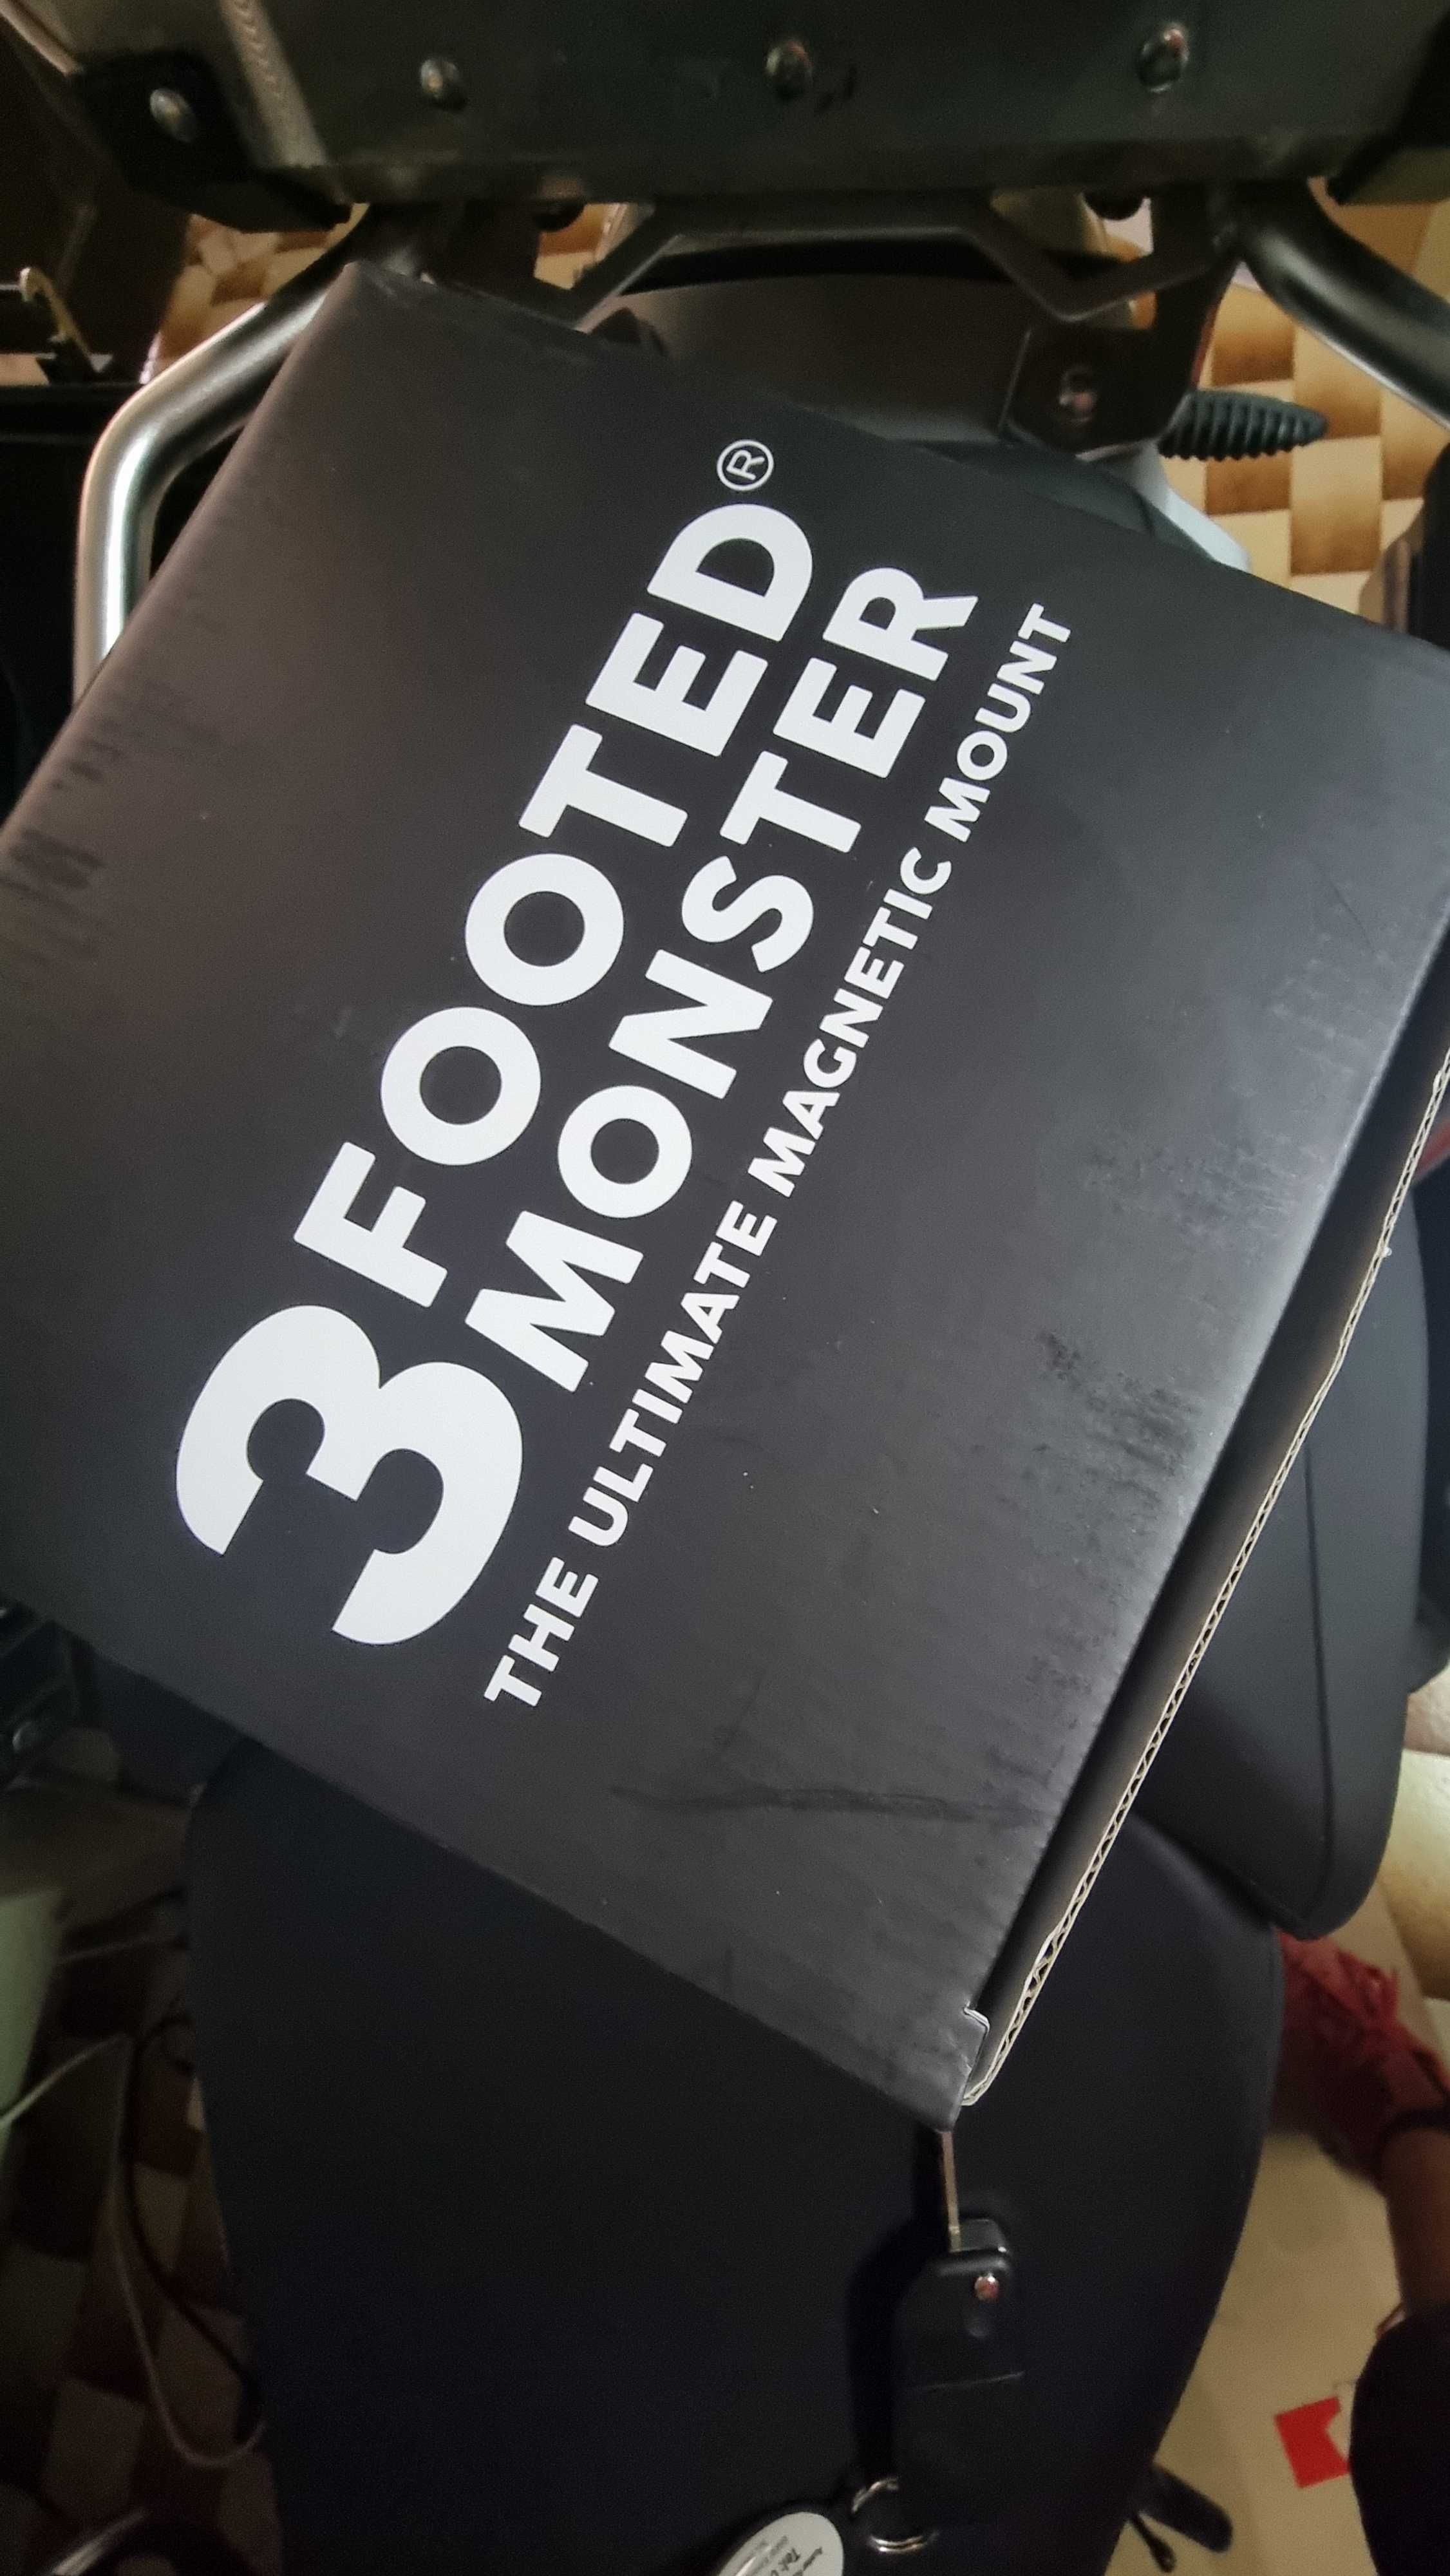 3 FOOTED®
MONSTER
THE ULTIMATE MAGNETIC MOUNT